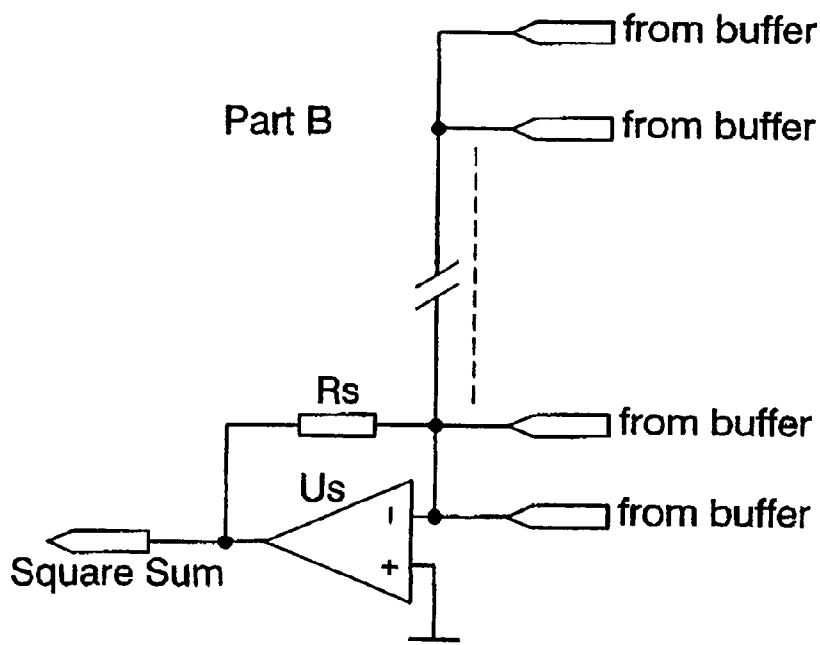 from buffer
Part B
from buffer
Rs
from buffer
Us
from buffer
-
+
Square Sum